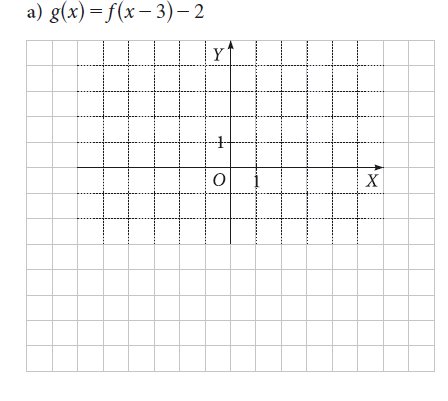 a) g(x) = f(x – 3) – 2
Y
1
O 1 X